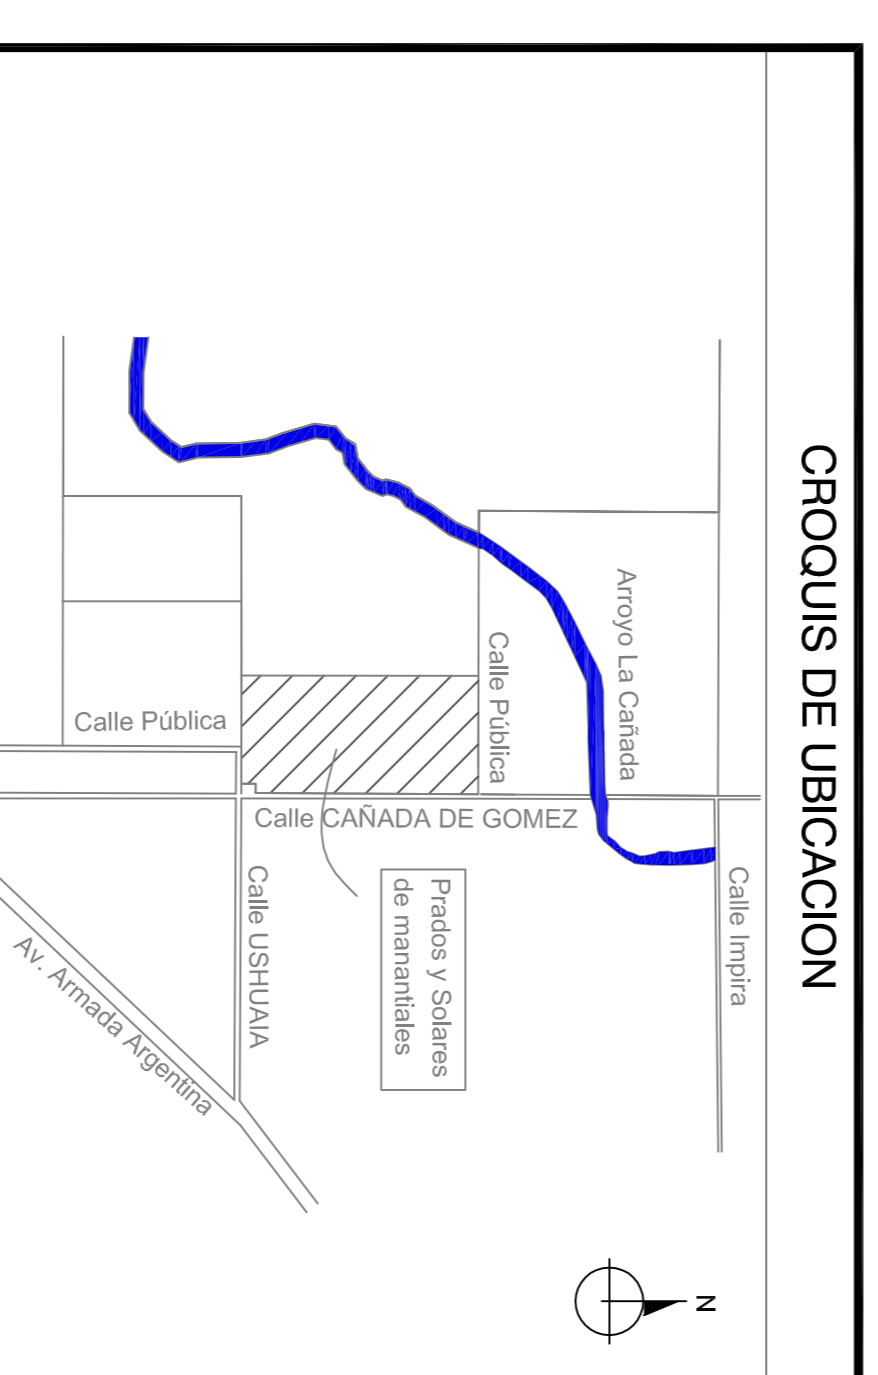 CROQUIS DE UBICACION
Calle Impira
Arroyo La Cañada
Calle Pública
Prados y Solares
de manantiales
Calle CAÑADA DE GOMEZ
Calle Pública
Calle USHUAIA
Av. Armada Argentina
N